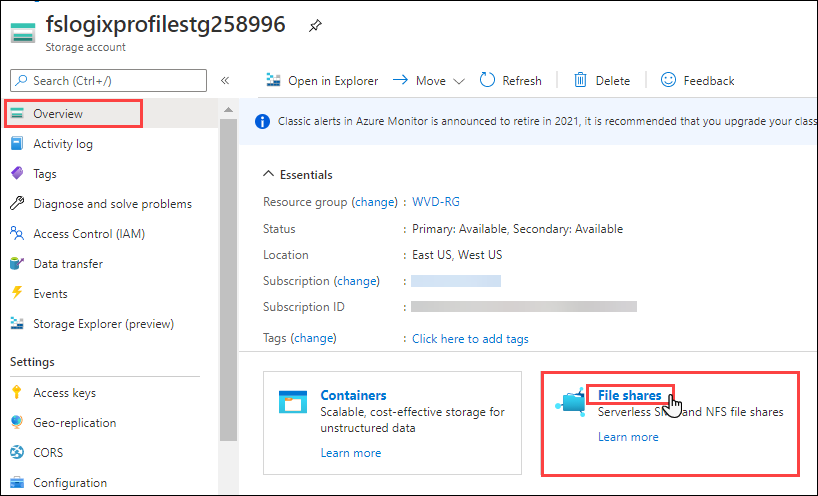 fslogixprofilestg258996
Storage account
Search (Ctrl+/)
«
Open in Explorer
Move
Refresh
Delete
Feedback
Overview
Activity log
Tags
Diagnose and solve problems
Access Control (IAM)
Data transfer
Events
Storage Explorer (preview)
Settings
Access keys
Geo-replication
CORS
Configuration
Classic alerts in Azure Monitor is announced to retire in 2021, it is recommended that you upgrade your class
Essentials
Resource group (change) : WVD-RG
Status : Primary: Available, Secondary: Available
Location : East US, West US
Subscription (change) :
Subscription ID :
Tags (change) : Click here to add tags
Containers
Scalable, cost-effective storage for
unstructured data
Learn more
File shares
Serverless and NFS file shares
Learn more